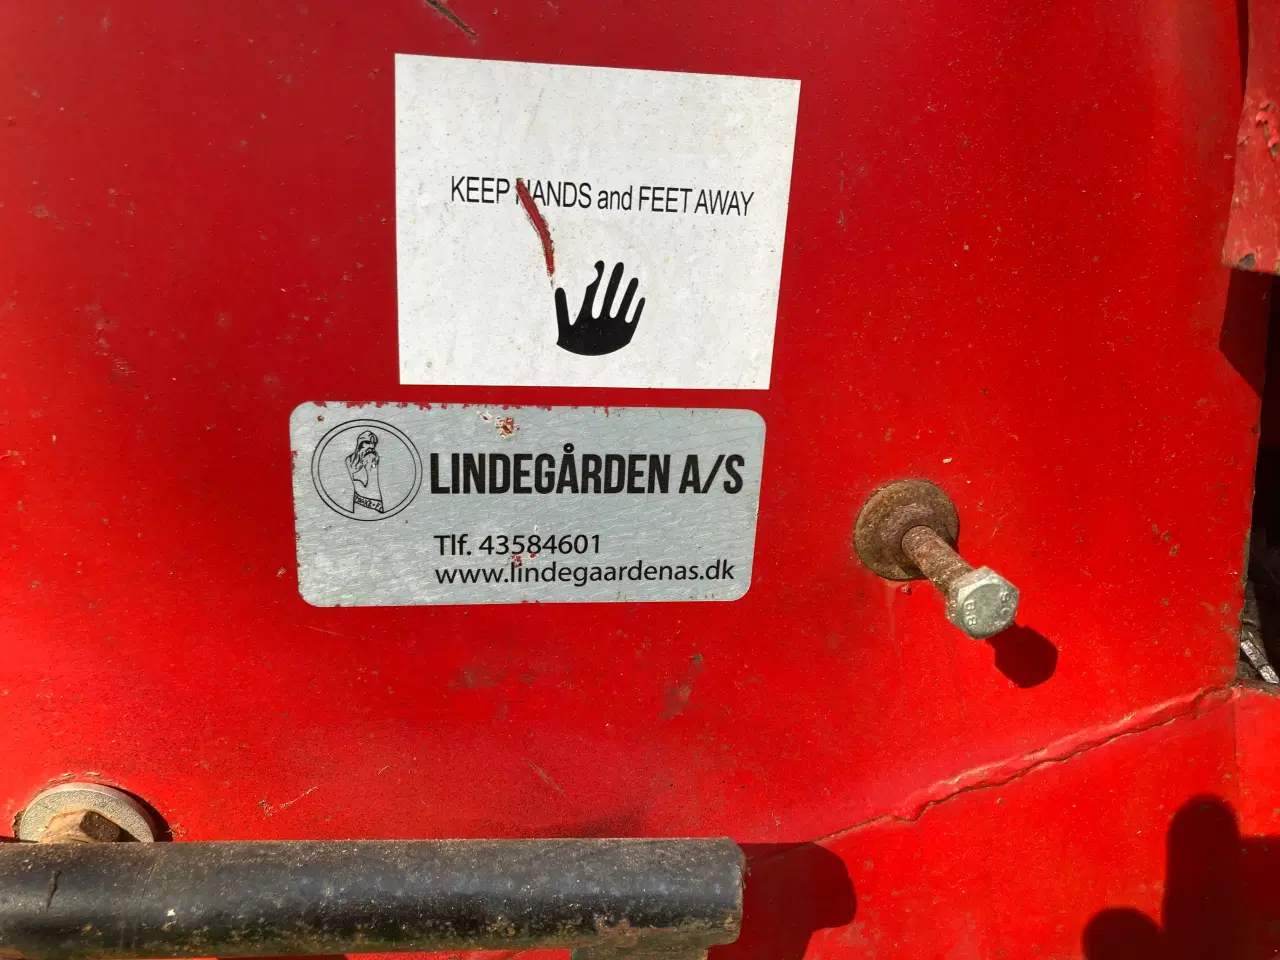 KEEP HANDS and FEET AWAY
LINDEGÅRDEN A/S
Tlf. 43584601
www.lindegaardenas.dk